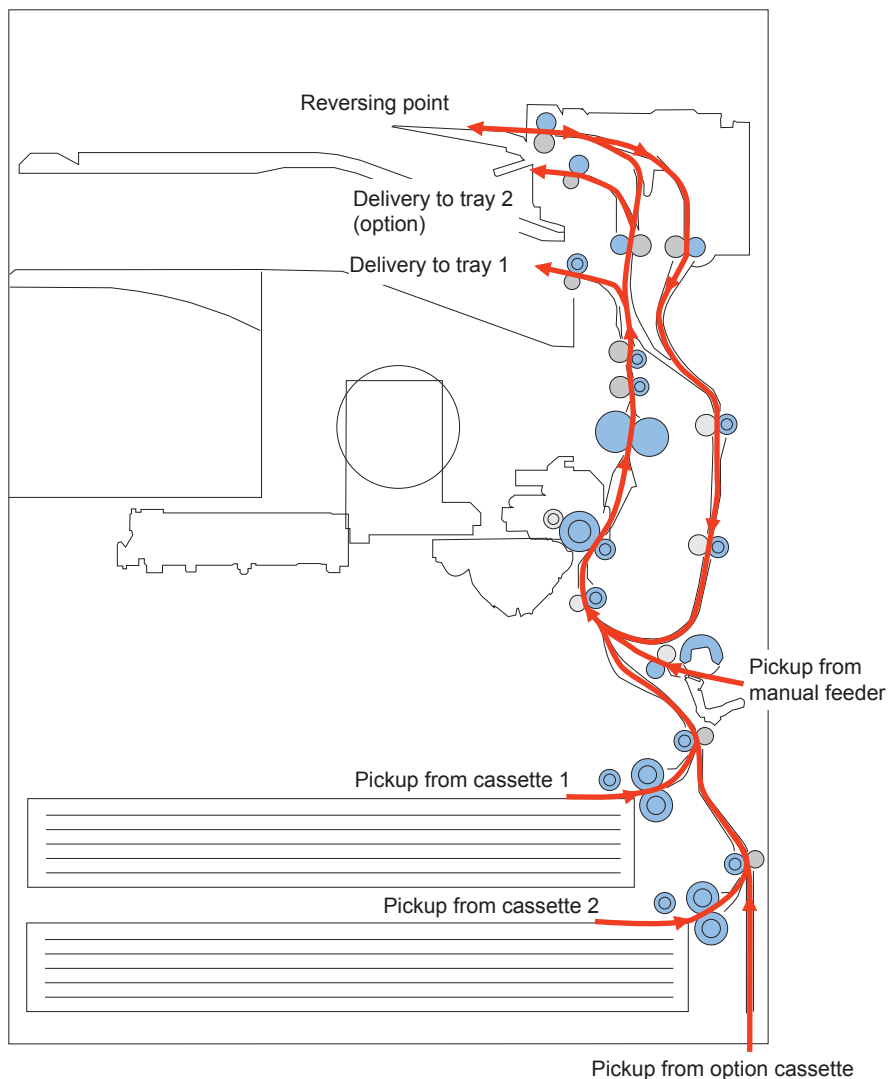 Reversing point
Delivery to tray 2
(option)
Delivery to tray 1
Pickup from
manual feeder
Pickup from cassette 1
Pickup from cassette 2
Pickup from option cassette